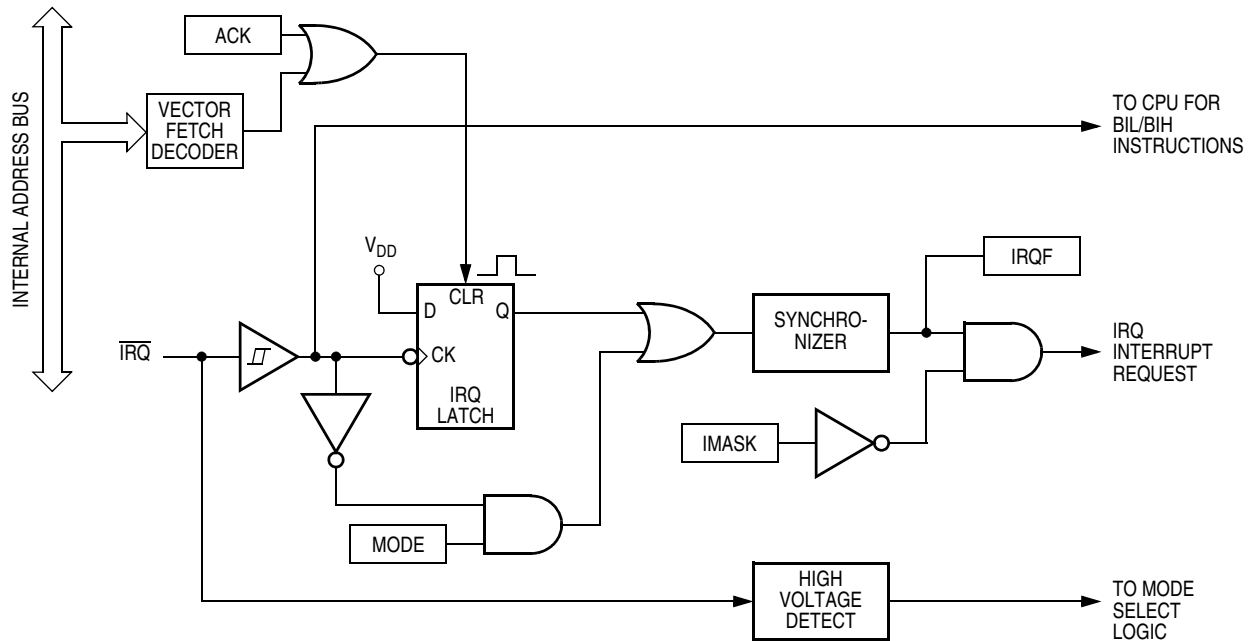 INTERNAL ADDRESS BUS
ACK
VECTOR
FETCH
DECODER
TO CPU FOR
BIL/BIH
INSTRUCTIONS
VDD
CLR
D
Q
CK
IRQ
LATCH
IRQ
SYNCHRO-
NIZER
IRQF
IRQ
INTERRUPT
REQUEST
IMASK
MODE
HIGH
VOLTAGE
DETECT
TO MODE
SELECT
LOGIC